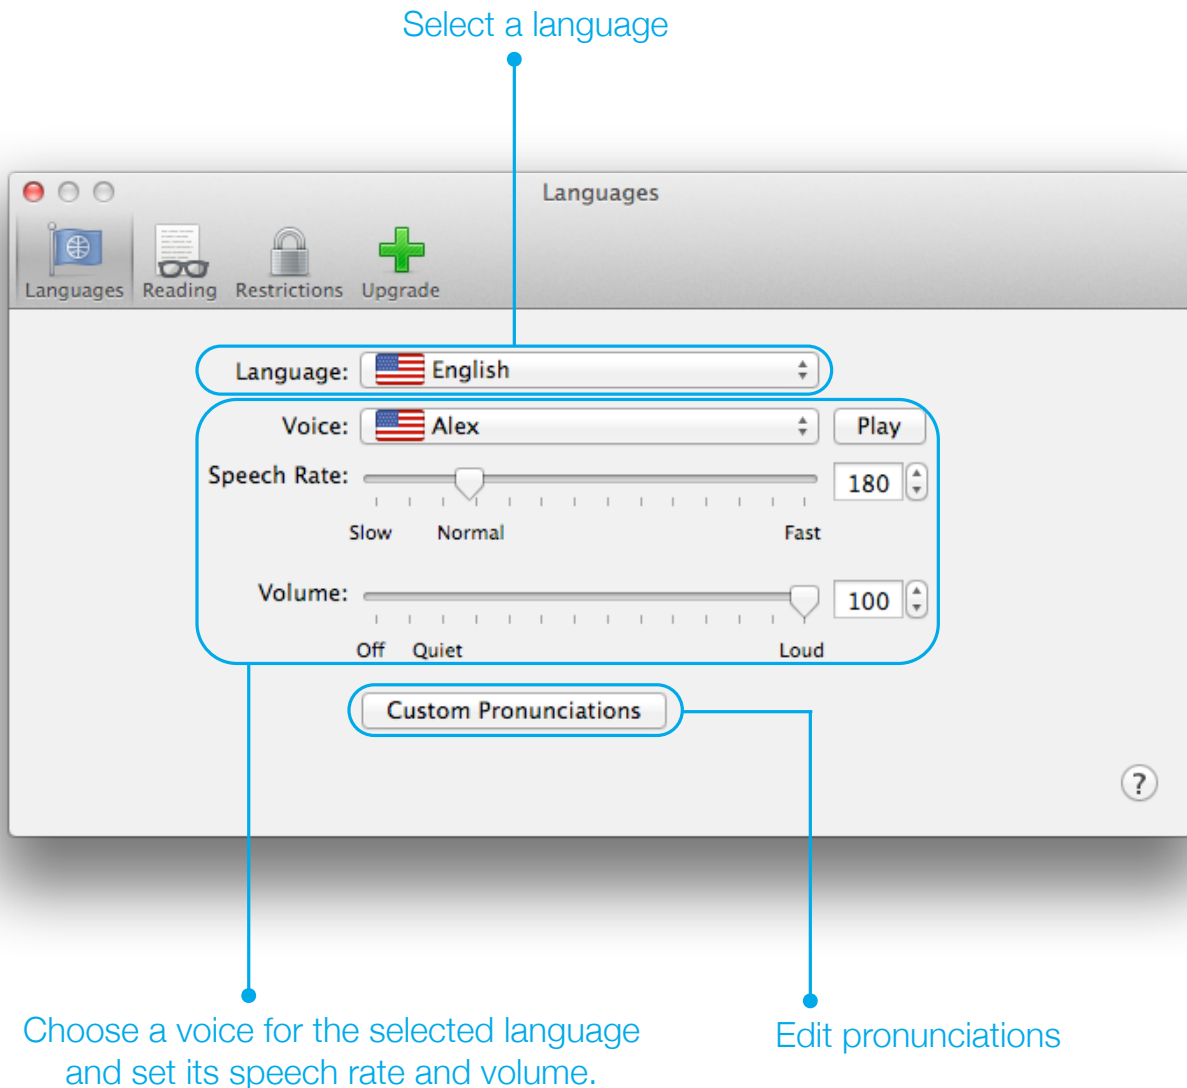 Select a language
Languages
Languages Reading Restrictions Upgrade
Language: English
Voice: Alex Play
Speech Rate: 180
Slow Normal Fast
Volume: 100
Off Quiet Loud
Custom Pronunciations
?
Choose a voice for the selected language
and set its speech rate and volume.
Edit pronunciations